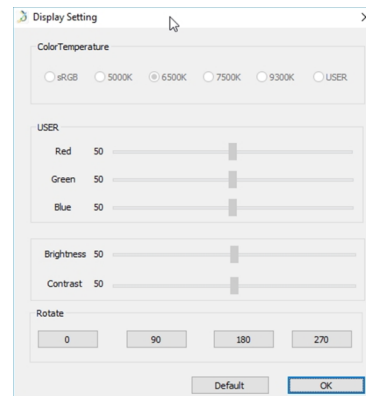 Display Setting
ColorTemperature
sRGB 5000K 6500K 7500K 9300K USER
USER
Red 50
Green 50
Blue 50
Brightness 50
Contrast 50
Rotate
0 90 180 270
Default OK